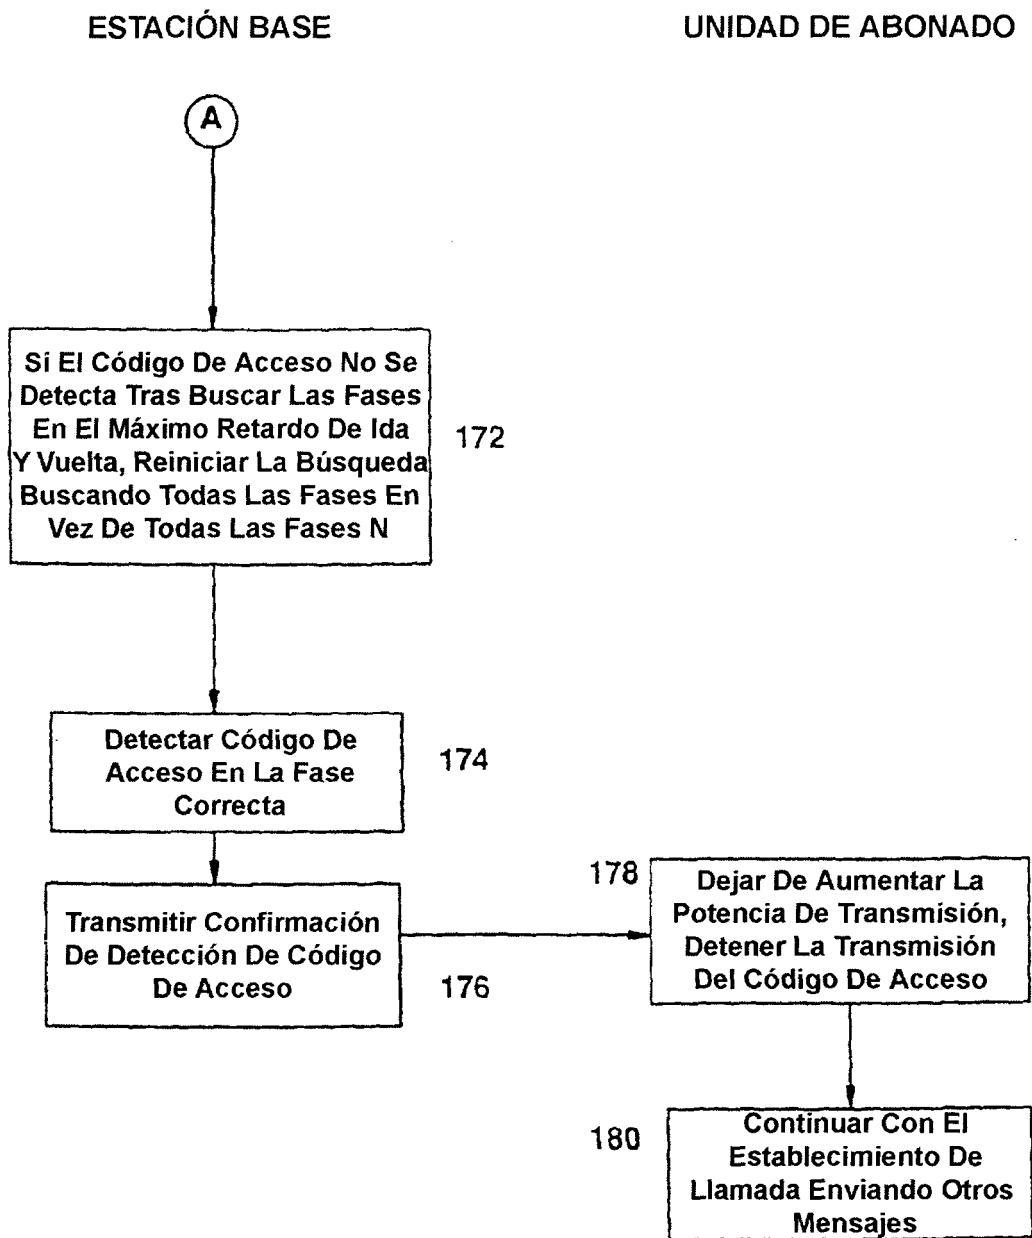 ESTACIÓN BASE
UNIDAD DE ABONADO
A
Sí El Código De Acceso No Se
Detecta Tras Buscar Las Fases
En El Máximo Retardo De Ida
Y Vuelta, Reiniciar La Búsqueda
Buscando Todas Las Fases En
Vez De Todas Las Fases N
172
Detectar Código De
Acceso En La Fase
Correcta
174
Transmitir Confirmación
De Detección De Código
De Acceso
176
178
Dejar De Aumentar La
Potencia De Transmisión,
Detener La Transmisión
Del Código De Acceso
180
Continuar Con El
Establecimiento De
Llamada Enviando Otros
Mensajes